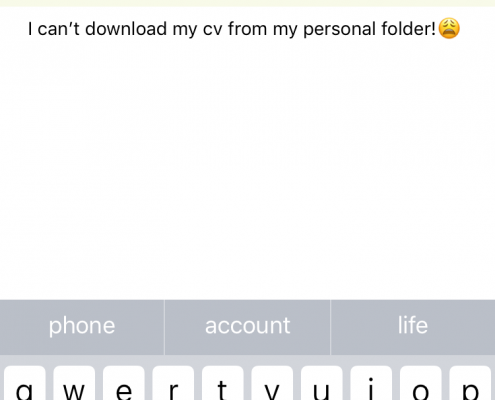 I can’t download my cv from my personal folder!😩
phone account life
q w e r t y u i o p